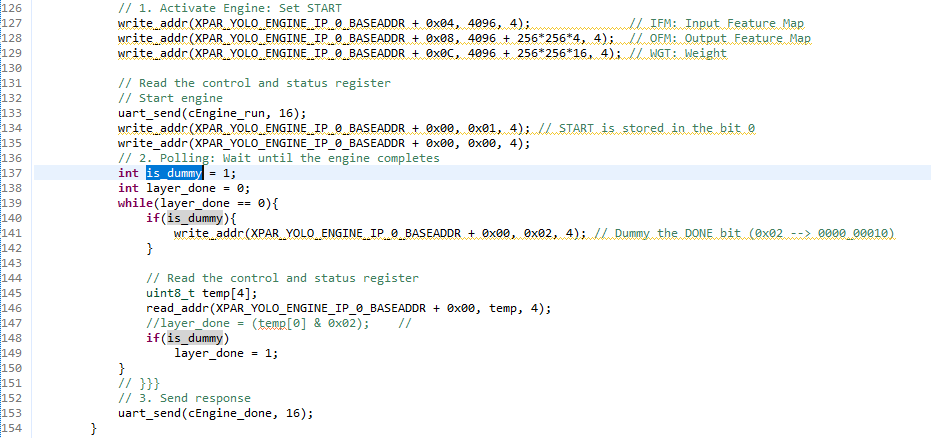 126 // 1. Activate Engine: Set START
127 write_addr(XPAR_YOLO_ENGINE_IP_0_BASEADDR + 0x04, 4096, 4); // IFM: Input Feature Map
128 write_addr(XPAR_YOLO_ENGINE_IP_0_BASEADDR + 0x08, 4096 + 256*256*4, 4); // OFM: Output Feature Map
129 write_addr(XPAR_YOLO_ENGINE_IP_0_BASEADDR + 0x0C, 4096 + 256*256*16, 4); // WGT: Weight
130
131 // Read the control and status register
132 // Start engine
133 uart_send(cEngine_run, 16);
134 write_addr(XPAR_YOLO_ENGINE_IP_0_BASEADDR + 0x00, 0x01, 4); // START is stored in the bit 0
135 write_addr(XPAR_YOLO_ENGINE_IP_0_BASEADDR + 0x00, 0x00, 4);
136 // 2. Polling: Wait until the engine completes
137 int is_dummy = 1;
138 int layer_done = 0;
139 while(layer_done == 0){
140 if(is_dummy){
141 write_addr(XPAR_YOLO_ENGINE_IP_0_BASEADDR + 0x00, 0x02, 4); // Dummy the DONE bit (0x02 --> 0000_00010)
142 }
143
144 // Read the control and status register
145 uint8_t temp[4];
146 read_addr(XPAR_YOLO_ENGINE_IP_0_BASEADDR + 0x00, temp, 4);
147 //layer_done = (temp[0] & 0x02); //
148 if(is_dummy)
149 layer_done = 1;
150 }
151 // }}}
152 // 3. Send response
153 uart_send(cEngine_done, 16);
154 }